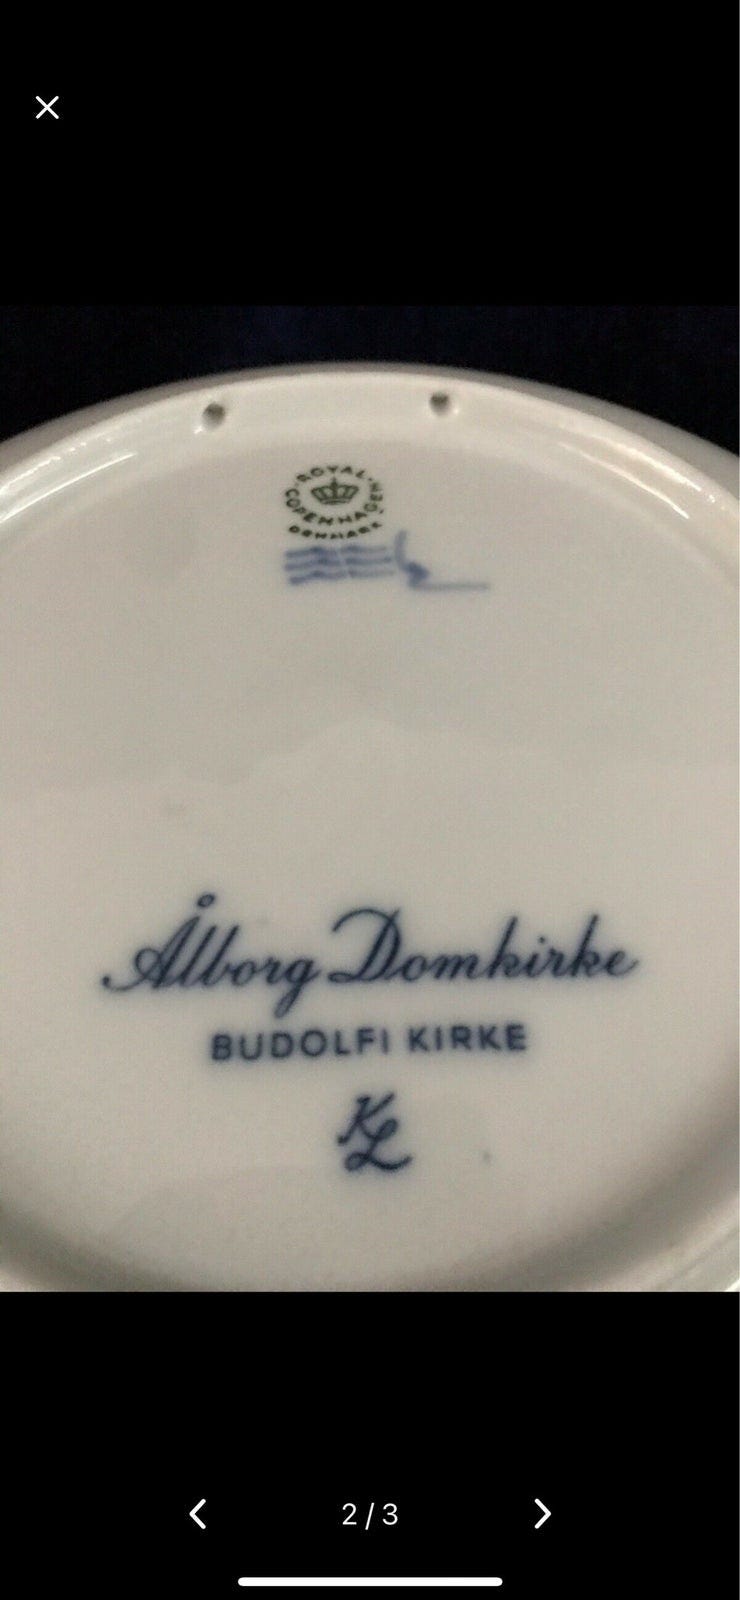 ROYAL
COPENHAGEN
DENMARK
Ålborg Domkirke
BUDOLFI KIRKE
KL
2 / 3